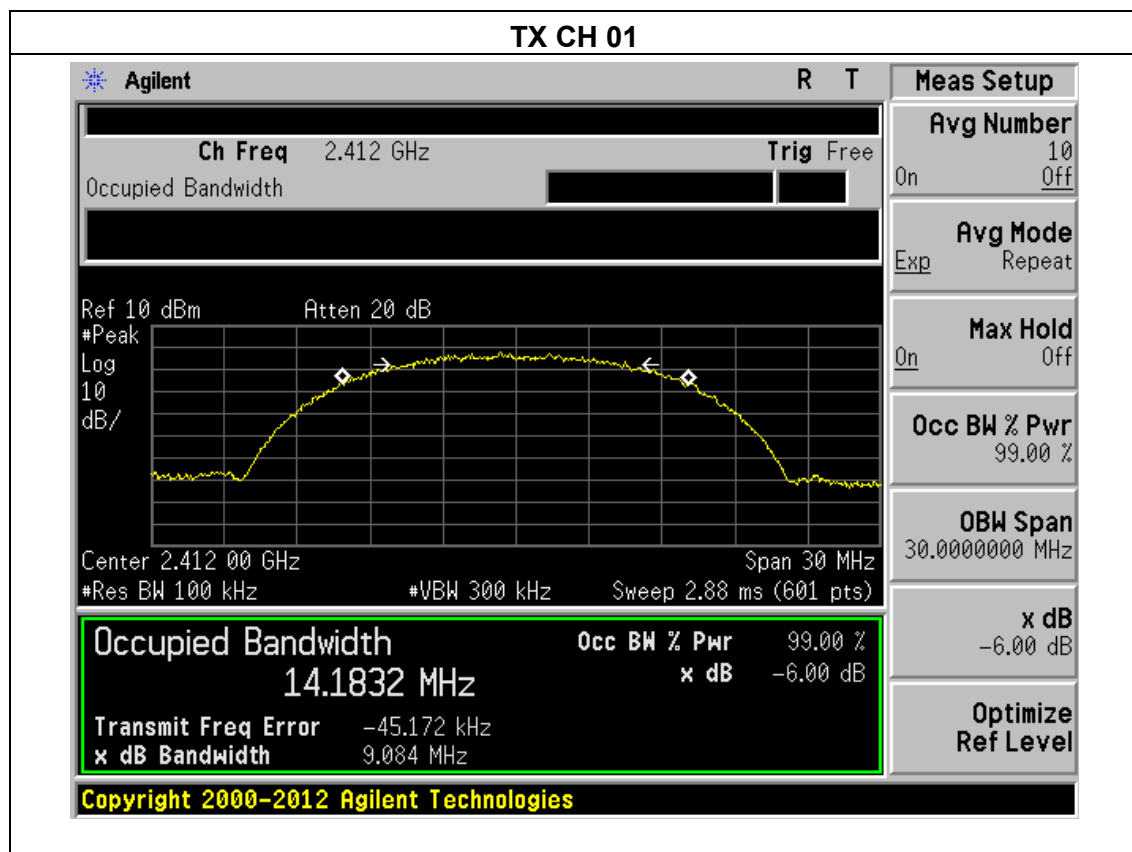 TX CH 01
Agilent R T
Meas Setup
Ch Freq 2.412 GHz Trig Free
Occupied Bandwidth
Avg Number
10
On Off
Avg Mode
Exp Repeat
Max Hold
On Off
Occ BW % Pwr
99.00 %
OBW Span
30.0000000 MHz
x dB
-6.00 dB
Optimize
Ref Level
Ref 10 dBm Atten 20 dB
#Peak
Log
10
dB/
Center 2.412 00 GHz Span 30 MHz
#Res BW 100 kHz #VBW 300 kHz Sweep 2.88 ms (601 pts)
Occupied Bandwidth Occ BW % Pwr 99.00 %
14.1832 MHz x dB -6.00 dB
Transmit Freq Error -45.172 kHz
x dB Bandwidth 9.084 MHz
Copyright 2000-2012 Agilent Technologies